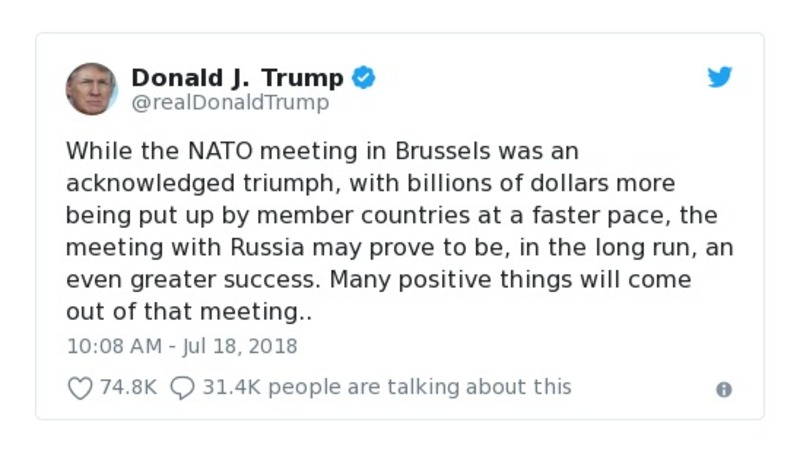 Donald J. Trump
@realDonaldTrump
While the NATO meeting in Brussels was an
acknowledged triumph, with billions of dollars more
being put up by member countries at a faster pace, the
meeting with Russia may prove to be, in the long run, an
even greater success. Many positive things will come
out of that meeting..
10:08 AM - Jul 18, 2018
74.8K 31.4K people are talking about this